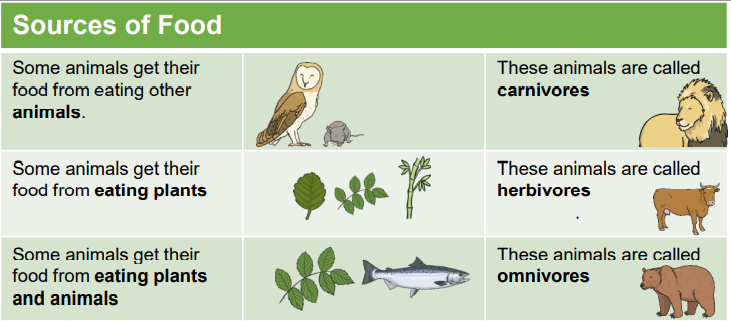 Sources of Food
Some animals get their
food from eating other
animals.
These animals are called
carnivores
Some animals get their
food from eating plants
These animals are called
herbivores
Some animals get their
food from eating plants
and animals
These animals are called
omnivores